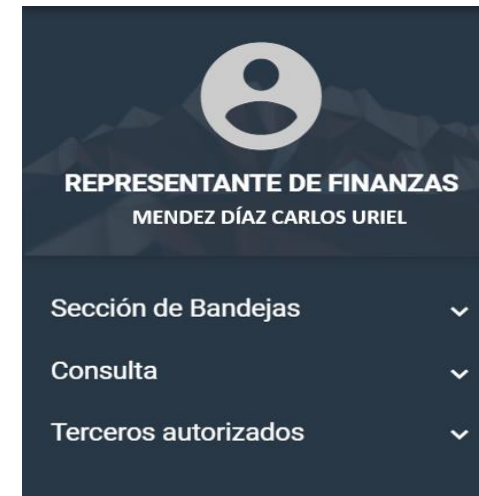 REPRESENTANTE DE FINANZAS
MENDEZ DÍAZ CARLOS URIEL
Sección de Bandejas
Consulta
Terceros autorizados